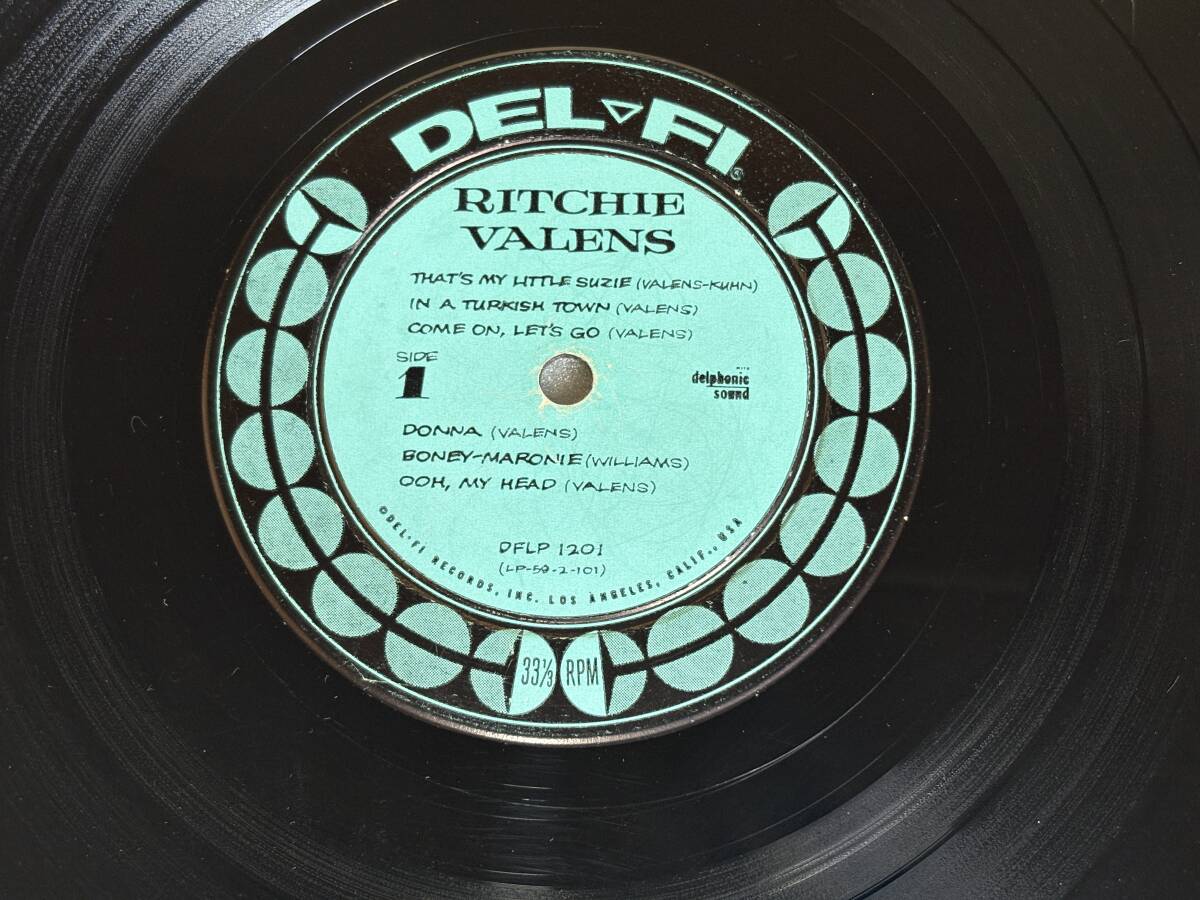 DEL-FI®
RITCHIE
VALENS
THAT'S MY LITTLE SUZIE (VALENS-KUHN)
IN A TURKISH TOWN (VALENS)
COME ON, LET'S GO (VALENS)
SIDE
1
WITH
delphonic
sound
DONNA (VALENS)
BONEY-MARONIE (WILLIAMS)
OOH, MY HEAD (VALENS)
DFLP 1201
(LP-59-2-101)
©DEL-FI RECORDS, INC. LOS ANGELES, CALIF., USA
33⅓ RPM